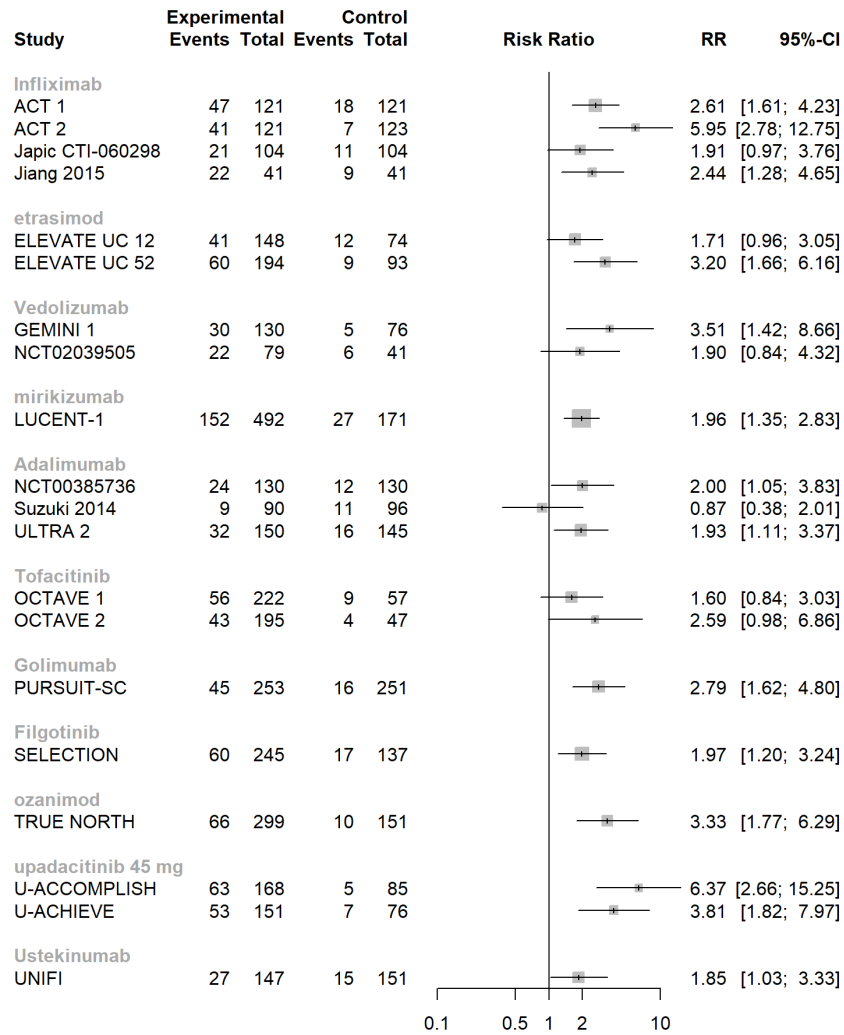 Experimental Control
Study Events Total Events Total Risk Ratio RR 95%-CI
Infliximab
ACT 1 47 121 18 121 2.61 [1.61; 4.23]
ACT 2 41 121 7 123 5.95 [2.78; 12.75]
Japic CTI-060298 21 104 11 104 1.91 [0.97; 3.76]
Jiang 2015 22 41 9 41 2.44 [1.28; 4.65]
etrasimod
ELEVATE UC 12 41 148 12 74 1.71 [0.96; 3.05]
ELEVATE UC 52 60 194 9 93 3.20 [1.66; 6.16]
Vedolizumab
GEMINI 1 30 130 5 76 3.51 [1.42; 8.66]
NCT02039505 22 79 6 41 1.90 [0.84; 4.32]
mirikizumab
LUCENT-1 152 492 27 171 1.96 [1.35; 2.83]
Adalimumab
NCT00385736 24 130 12 130 2.00 [1.05; 3.83]
Suzuki 2014 9 90 11 96 0.87 [0.38; 2.01]
ULTRA 2 32 150 16 145 1.93 [1.11; 3.37]
Tofacitinib
OCTAVE 1 56 222 9 57 1.60 [0.84; 3.03]
OCTAVE 2 43 195 4 47 2.59 [0.98; 6.86]
Golimumab
PURSUIT-SC 45 253 16 251 2.79 [1.62; 4.80]
Filgotinib
SELECTION 60 245 17 137 1.97 [1.20; 3.24]
ozanimod
TRUE NORTH 66 299 10 151 3.33 [1.77; 6.29]
upadacitinib 45 mg
U-ACCOMPLISH 63 168 5 85 6.37 [2.66; 15.25]
U-ACHIEVE 53 151 7 76 3.81 [1.82; 7.97]
Ustekinumab
UNIFI 27 147 15 151 1.85 [1.03; 3.33]
0.1 0.5 1 2 10